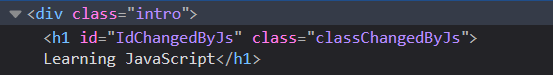 <div class="intro">
<h1 id="IdChangedByJs" class="classChangedByJs">
Learning JavaScript</h1>